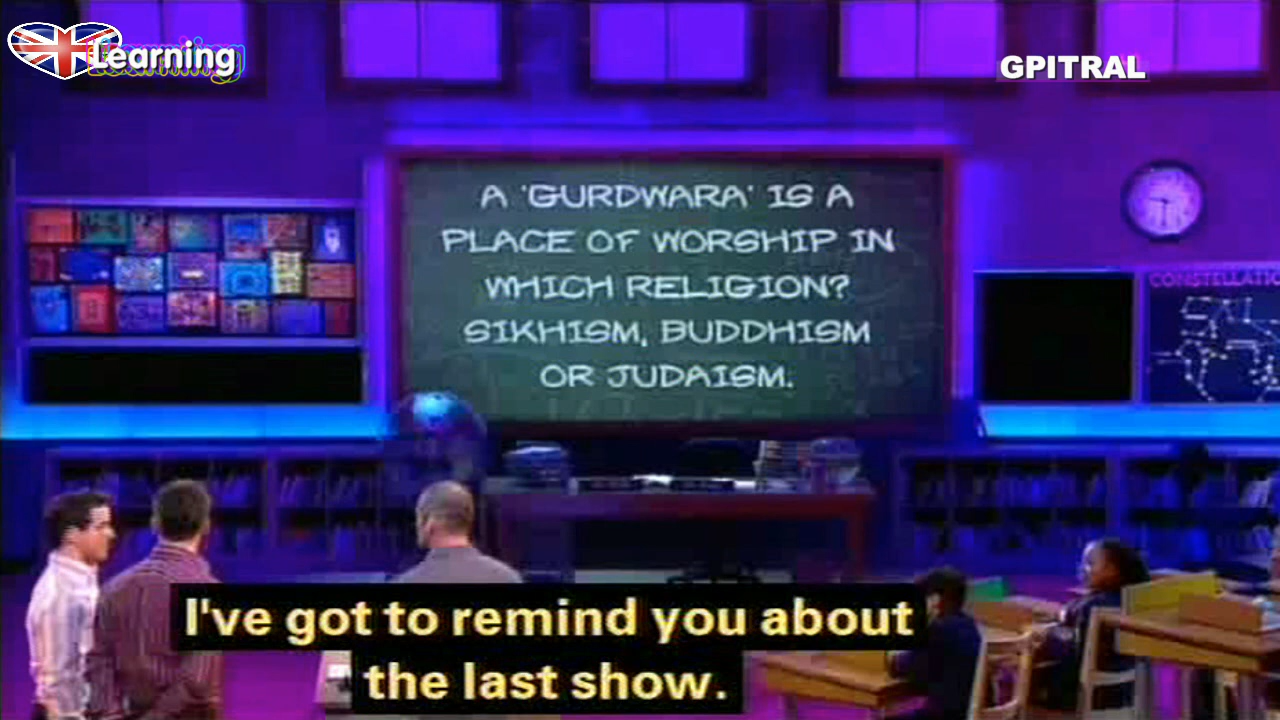 Learning
GPITRAL
A 'GURDWARA' IS A
PLACE OF WORSHIP IN
WHICH RELIGION?
SIKHISM, BUDDHISM
OR JUDAISM.
CONSTELLATIO
I've got to remind you about
the last show.